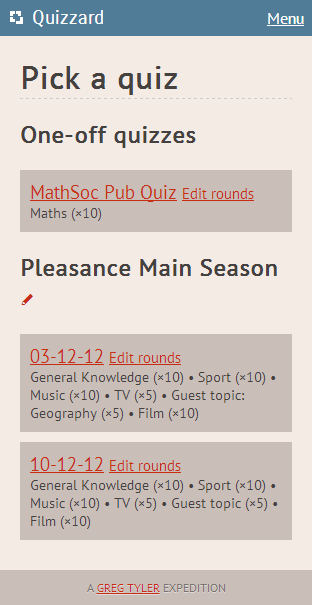 Quizzard Menu
Pick a quiz
One-off quizzes
MathSoc Pub Quiz Edit rounds
Maths (×10)
Pleasance Main Season
03-12-12 Edit rounds
General Knowledge (×10) • Sport (×10) •
Music (×10) • TV (×5) • Guest topic:
Geography (×5) • Film (×10)
10-12-12 Edit rounds
General Knowledge (×10) • Sport (×10) •
Music (×10) • TV (×5) • Guest topic (×5) •
Film (×10)
A GREG TYLER EXPEDITION